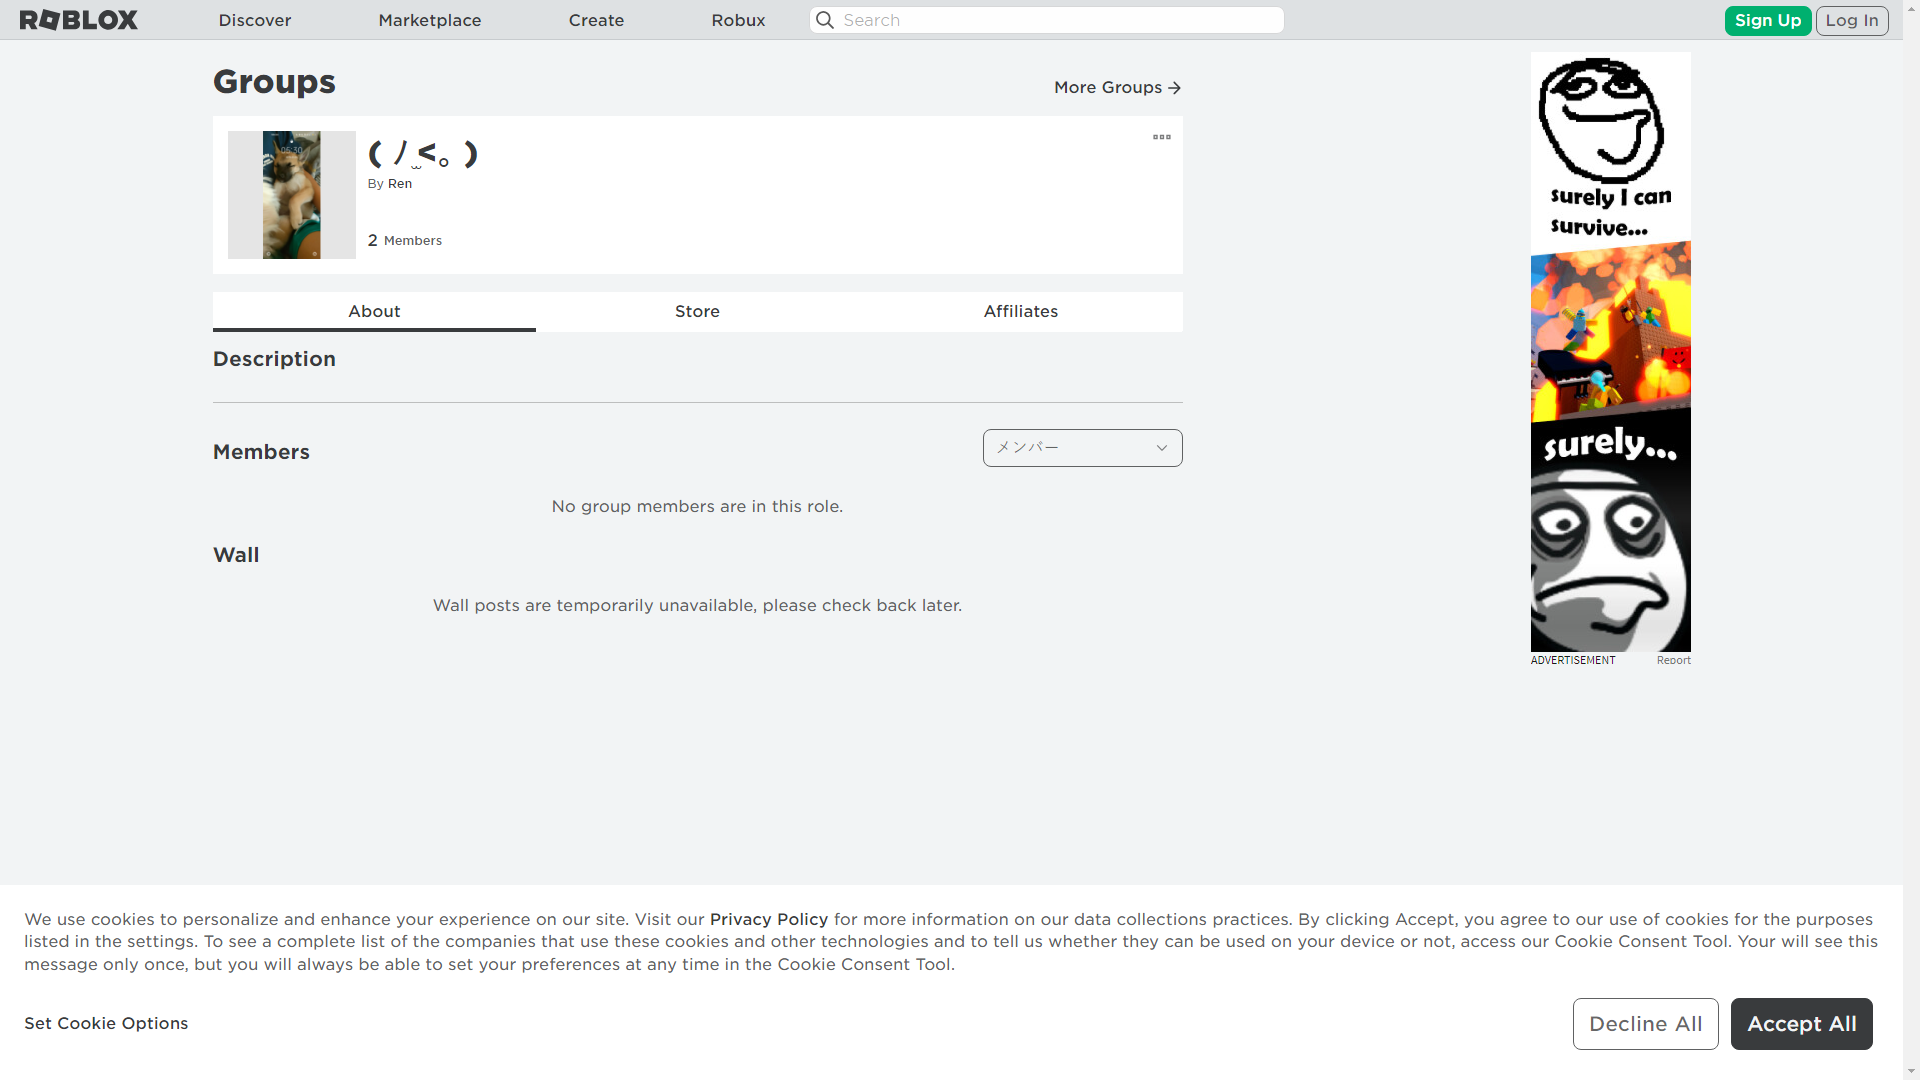 ROBLOX
Discover
Marketplace
Create
Robux
Search
Sign Up
Log In
Groups
More Groups
06:30
( ﾉ ̫<。)
By Ren
2 Members
About
Store
Affiliates
Description
Members
メンバー
No group members are in this role.
Wall
Wall posts are temporarily unavailable, please check back later.
surely I can
survive...
surely...
ADVERTISEMENT
Report
We use cookies to personalize and enhance your experience on our site. Visit our Privacy Policy for more information on our data collections practices. By clicking Accept, you agree to our use of cookies for the purposes
listed in the settings. To see a complete list of the companies that use these cookies and other technologies and to tell us whether they can be used on your device or not, access our Cookie Consent Tool. Your will see this
message only once, but you will always be able to set your preferences at any time in the Cookie Consent Tool.
Set Cookie Options
Decline All
Accept All